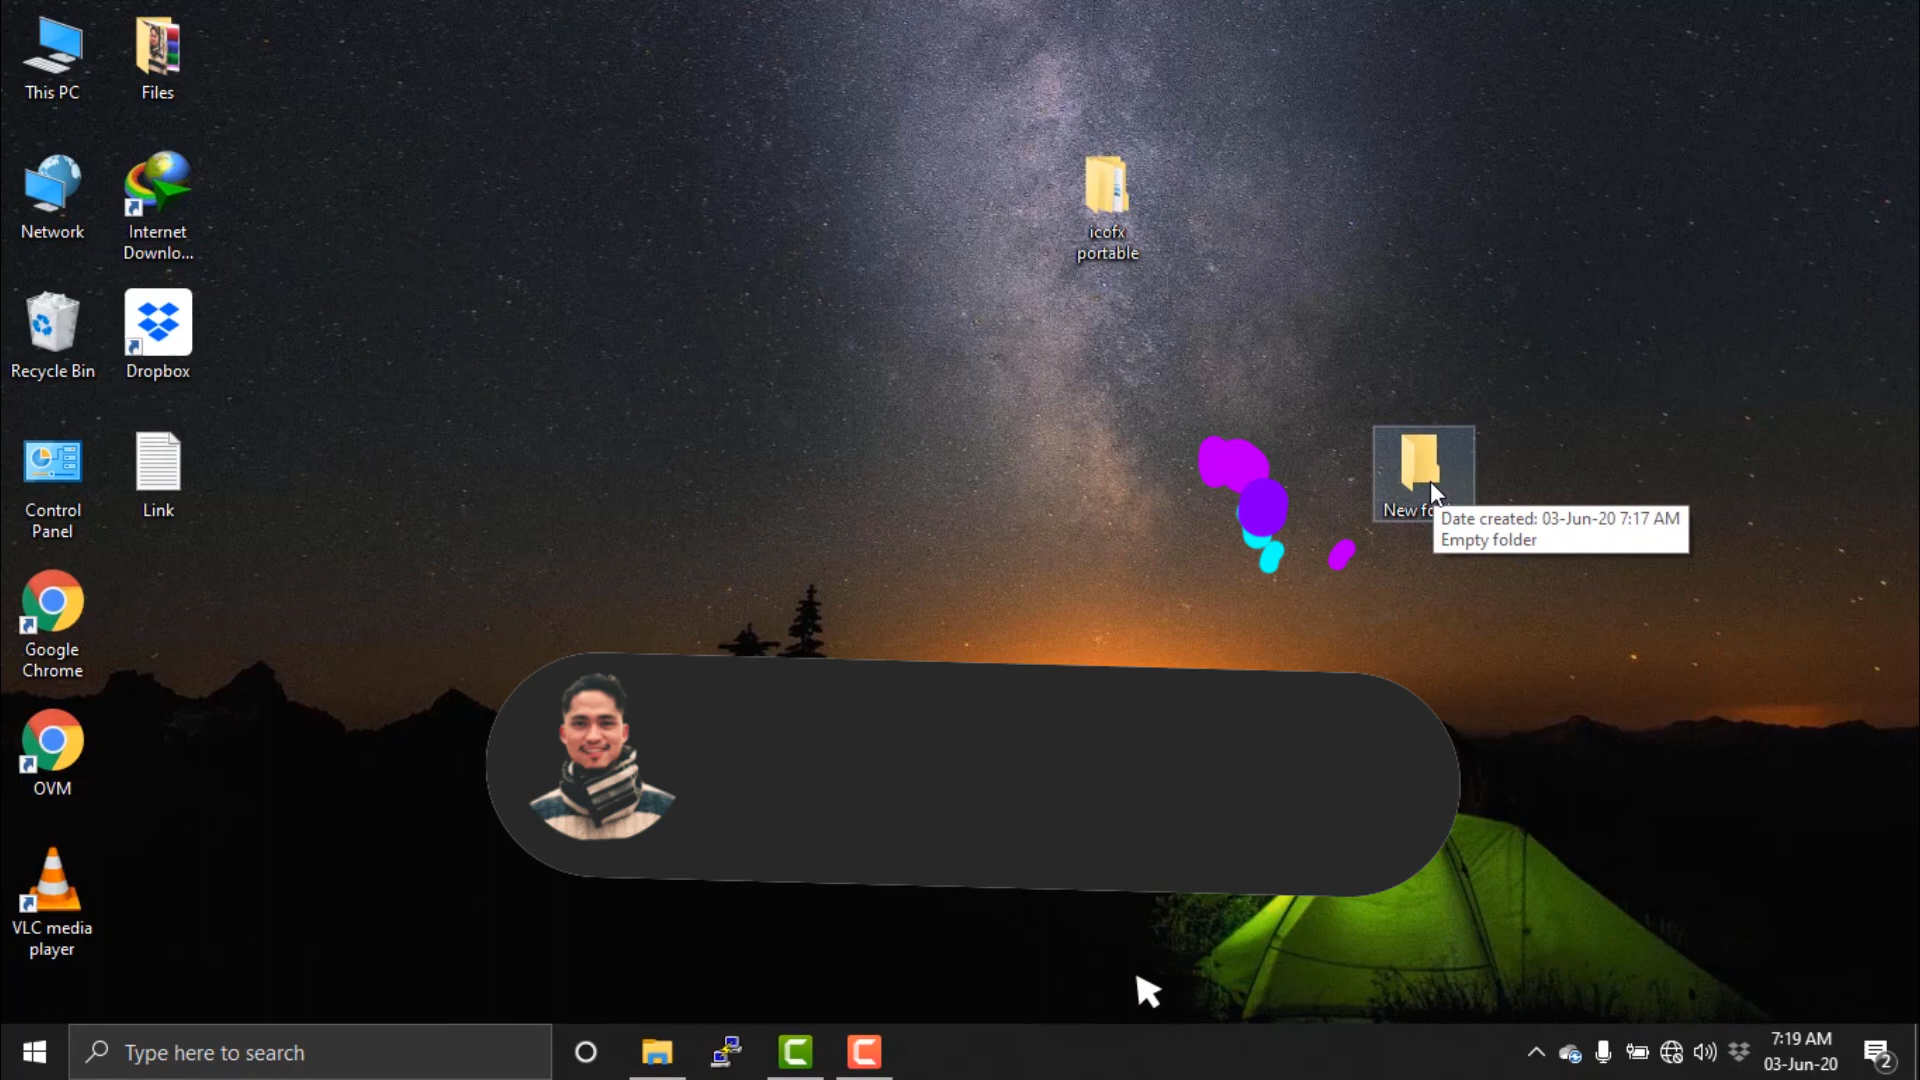 This PC
Files
Network
Internet
Downlo...
Recycle Bin
Dropbox
Control
Panel
Link
Google
Chrome
OVM
VLC media
player
icofx
portable
New fo
Date created: 03-Jun-20 7:17 AM
Empty folder
Type here to search
7:19 AM
03-Jun-20
2